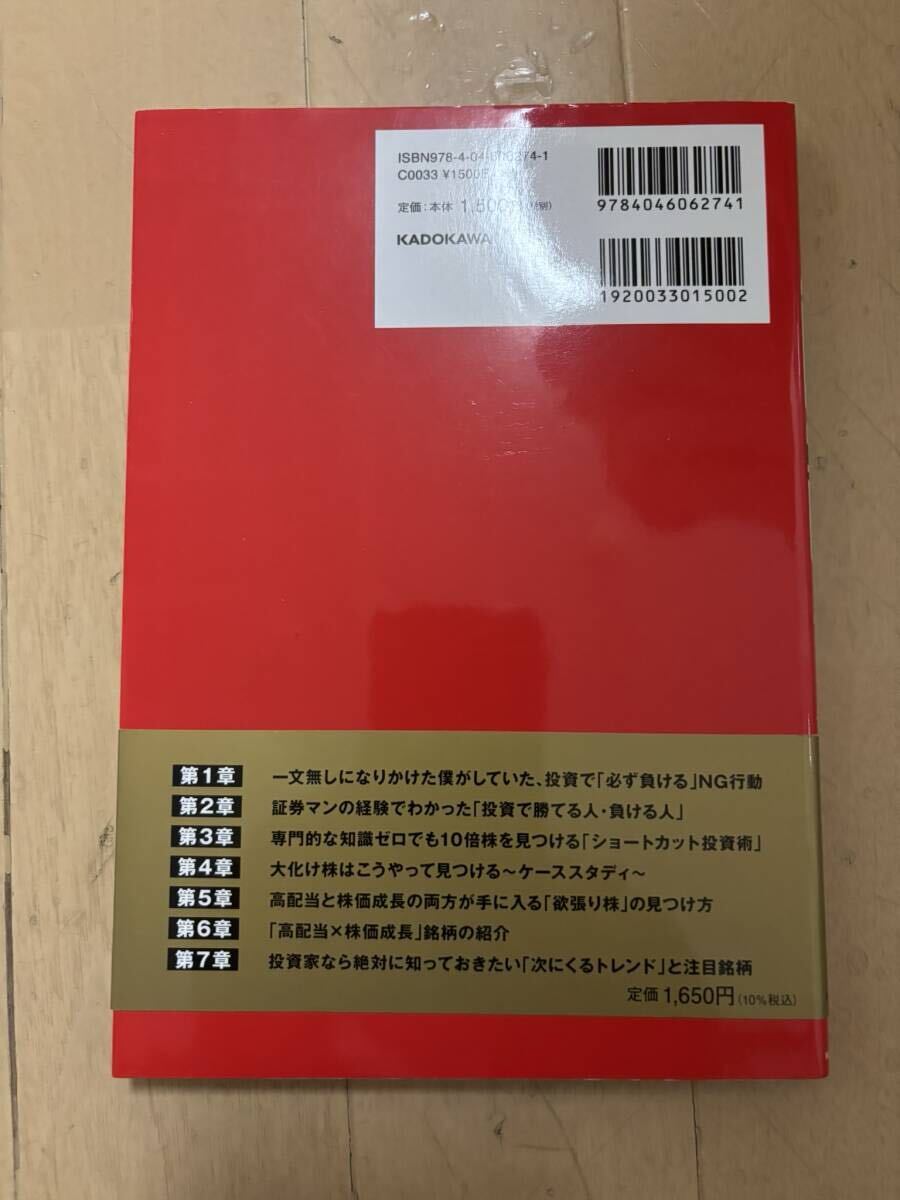 ISBN978-4-04-606274-1
C0033 ¥1500E
定価:本体 1,500円(税別)
KADOKAWA
9784046062741
1920033015002
第1章 一文無しになりかけた僕がしていた、投資で「必ず負ける」NG行動
第2章 証券マンの経験でわかった「投資で勝てる人・負ける人」
第3章 専門的な知識ゼロでも10倍株を見つける「ショートカット投資術」
第4章 大化け株はこうやって見つける~ケーススタディ~
第5章 高配当と株価成長の両方が手に入る「欲張り株」の見つけ方
第6章 「高配当×株価成長」銘柄の紹介
第7章 投資家なら絶対に知っておきたい「次にくるトレンド」と注目銘柄
定価1,650円(10%税込)